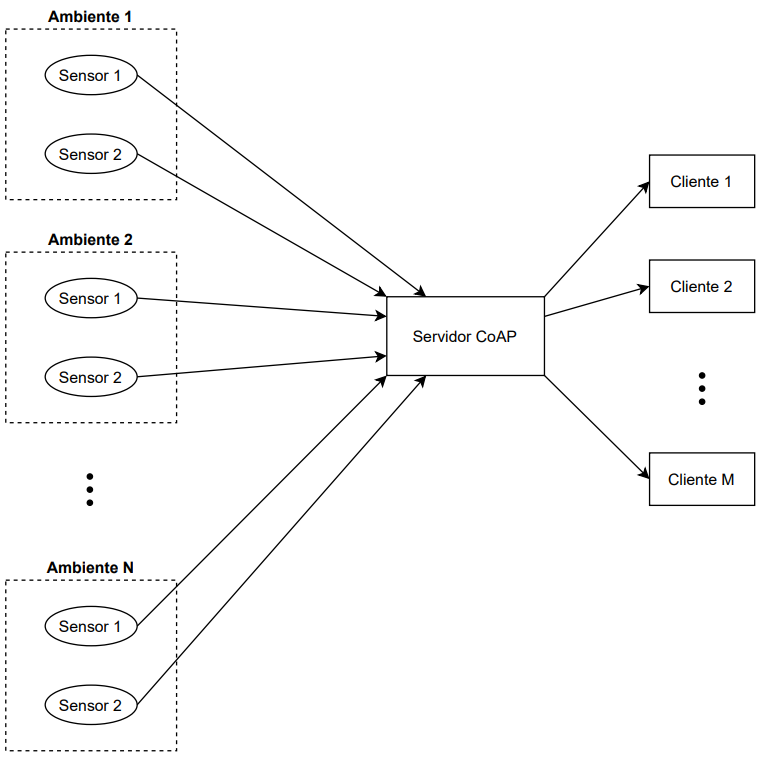 Ambiente 1
Sensor 1
Sensor 2
Ambiente 2
Sensor 1
Sensor 2
Ambiente N
Sensor 1
Sensor 2
Servidor CoAP
Cliente 1
Cliente 2
Cliente M